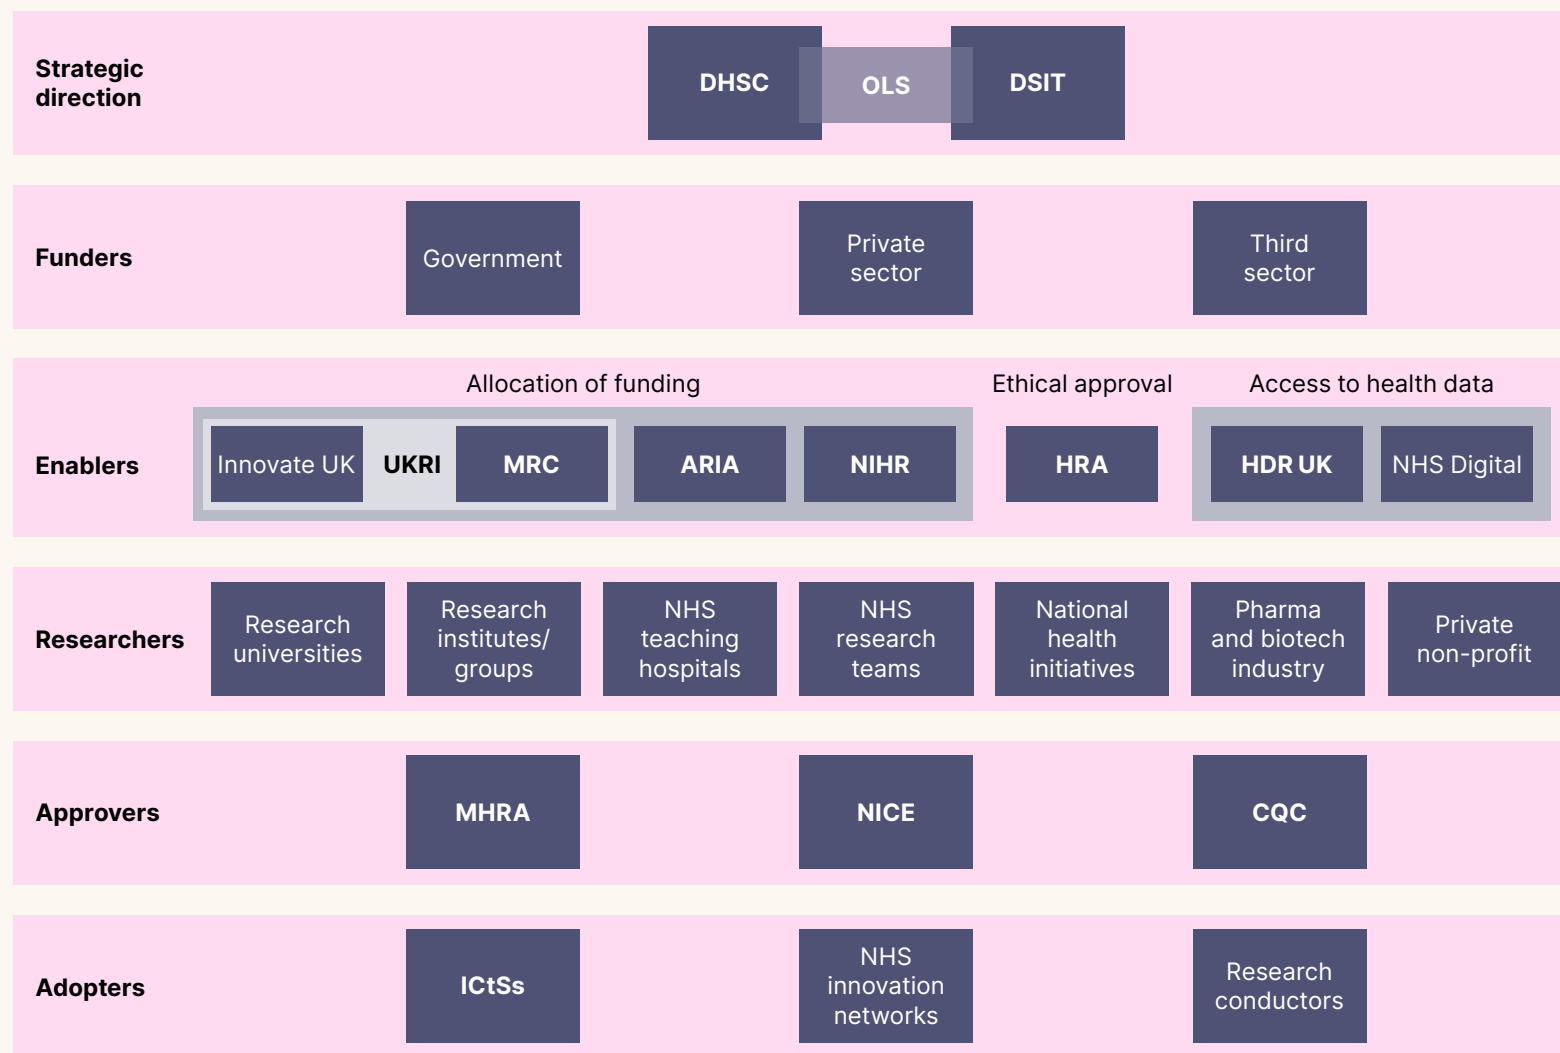 Strategic
direction
DHSC
OLS
DSIT
Funders
Government
Private
sector
Third
sector
Allocation of funding
Ethical approval
Access to health data
Enablers
Innovate UK
UKRI
MRC
ARIA
NIHR
HRA
HDR UK
NHS Digital
Researchers
Research
universities
Research
institutes/
groups
NHS
teaching
hospitals
NHS
research
teams
National
health
initiatives
Pharma
and biotech
industry
Private
non-profit
Approvers
MHRA
NICE
CQC
Adopters
ICtSs
NHS
innovation
networks
Research
conductors